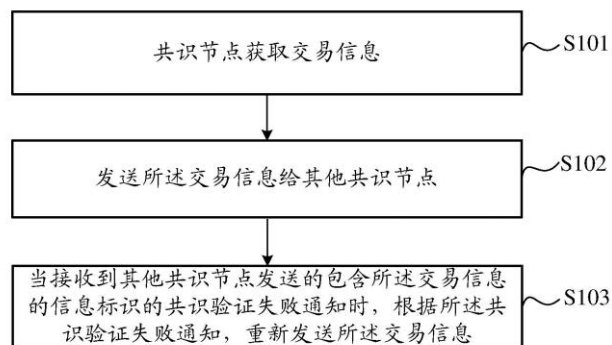 共识节点获取交易信息
S101
发送所述交易信息给其他共识节点
S102
当接收到其他共识节点发送的包含所述交易信息
的信息标识的共识验证失败通知时，根据所述共
识验证失败通知，重新发送所述交易信息
S103